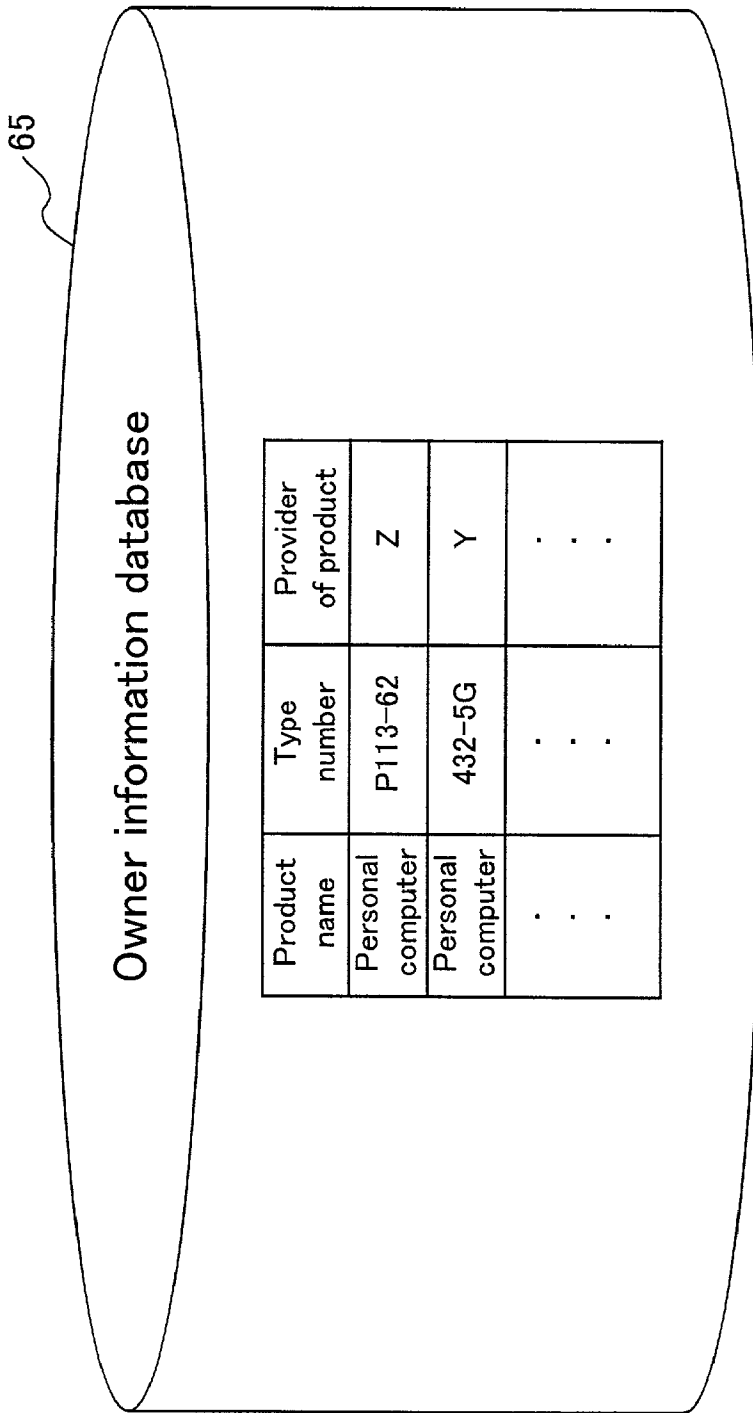 65
Owner information database
Product name
Type number
Provider of product
Personal computer
P113-62
Z
Personal computer
432-5G
Y
. . .
. . .
. . .